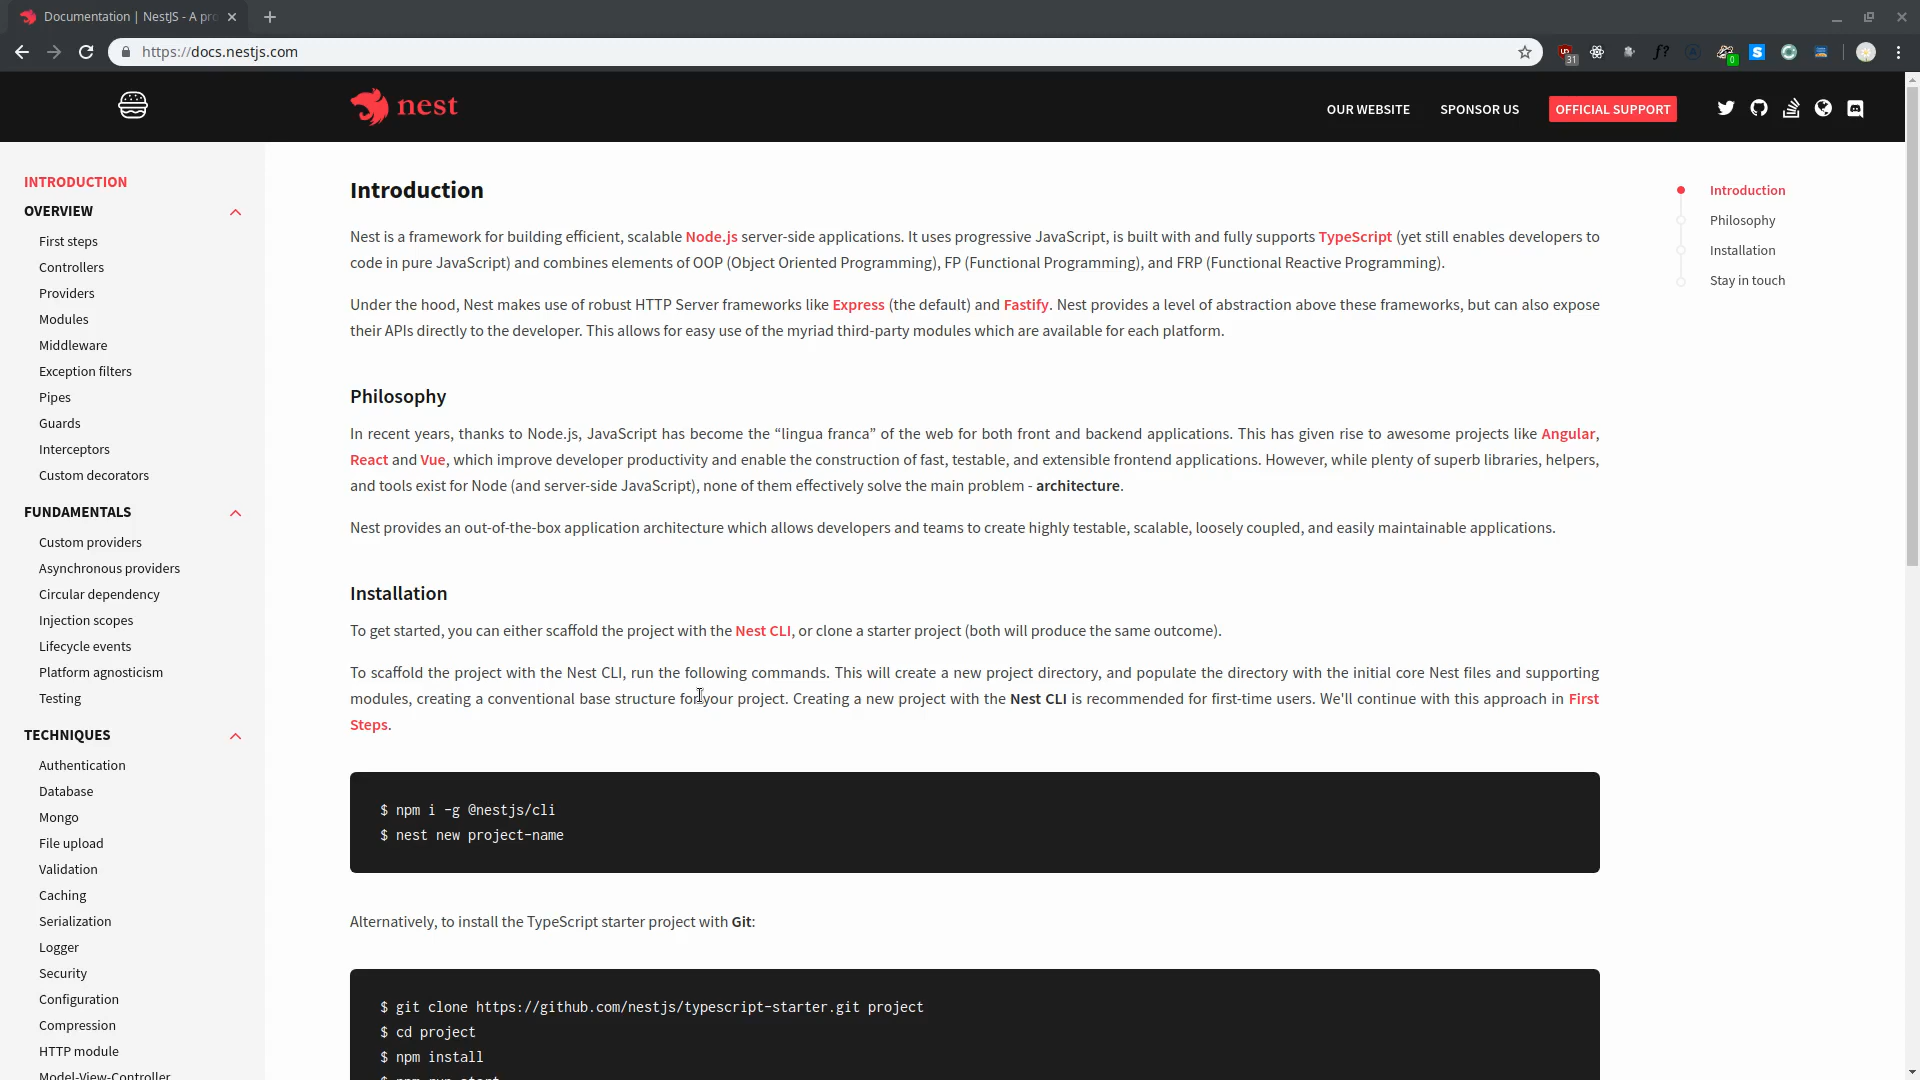 Documentation | NestJS - A pro
https://docs.nestjs.com
31
f?
0
S
nest
OUR WEBSITE
SPONSOR US
OFFICIAL SUPPORT
INTRODUCTION
OVERVIEW
First steps
Controllers
Providers
Modules
Middleware
Exception filters
Pipes
Guards
Interceptors
Custom decorators
FUNDAMENTALS
Custom providers
Asynchronous providers
Circular dependency
Injection scopes
Lifecycle events
Platform agnosticism
Testing
TECHNIQUES
Authentication
Database
Mongo
File upload
Validation
Caching
Serialization
Logger
Security
Configuration
Compression
HTTP module
Model-View-Controller
Introduction
Nest is a framework for building efficient, scalable Node.js server-side applications. It uses progressive JavaScript, is built with and fully supports TypeScript (yet still enables developers to
code in pure JavaScript) and combines elements of OOP (Object Oriented Programming), FP (Functional Programming), and FRP (Functional Reactive Programming).
Under the hood, Nest makes use of robust HTTP Server frameworks like Express (the default) and Fastify. Nest provides a level of abstraction above these frameworks, but can also expose
their APIs directly to the developer. This allows for easy use of the myriad third-party modules which are available for each platform.
Philosophy
In recent years, thanks to Node.js, JavaScript has become the “lingua franca” of the web for both front and backend applications. This has given rise to awesome projects like Angular,
React and Vue, which improve developer productivity and enable the construction of fast, testable, and extensible frontend applications. However, while plenty of superb libraries, helpers,
and tools exist for Node (and server-side JavaScript), none of them effectively solve the main problem - architecture.
Nest provides an out-of-the-box application architecture which allows developers and teams to create highly testable, scalable, loosely coupled, and easily maintainable applications.
Installation
To get started, you can either scaffold the project with the Nest CLI, or clone a starter project (both will produce the same outcome).
To scaffold the project with the Nest CLI, run the following commands. This will create a new project directory, and populate the directory with the initial core Nest files and supporting
modules, creating a conventional base structure for your project. Creating a new project with the Nest CLI is recommended for first-time users. We'll continue with this approach in First
Steps.
$ npm i -g @nestjs/cli
$ nest new project-name
Alternatively, to install the TypeScript starter project with Git:
$ git clone https://github.com/nestjs/typescript-starter.git project
$ cd project
$ npm install
$ npm run start
Introduction
Philosophy
Installation
Stay in touch